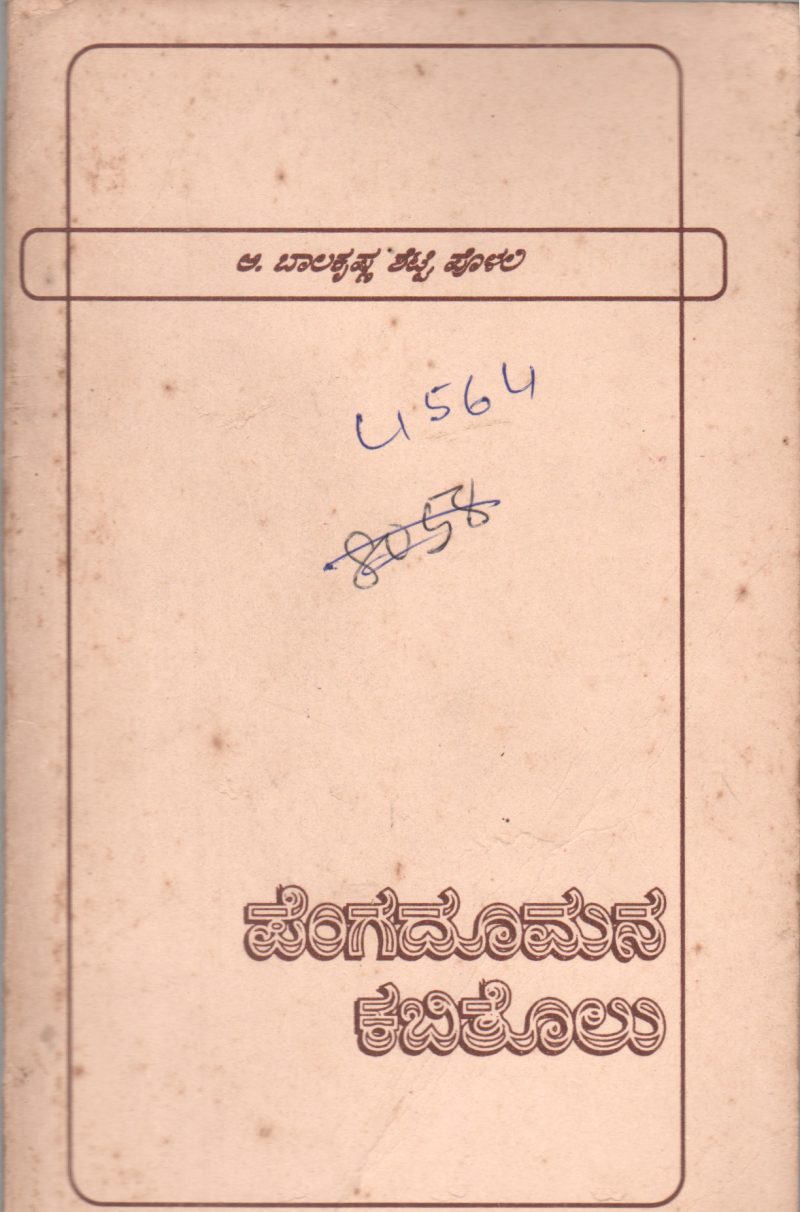 ಅ. ಬಾಲಕೃಷ್ಣ ಶೆಟ್ಟಿ ಪೊಳಲಿ
4564
8058
ಪೆಂಗದೂಮನ
ಕಬಿತೊಲು